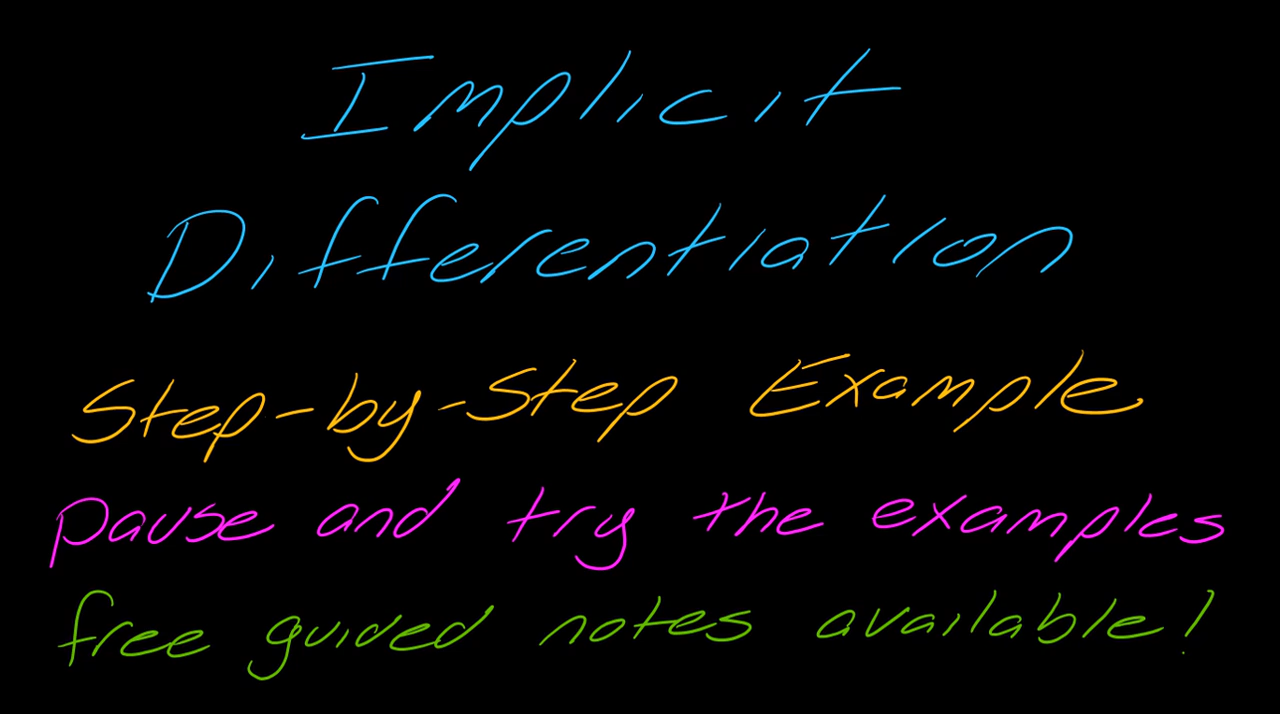 Implicit
Differentiation
Step-by-Step Example
pause and try the examples
free guided notes available!